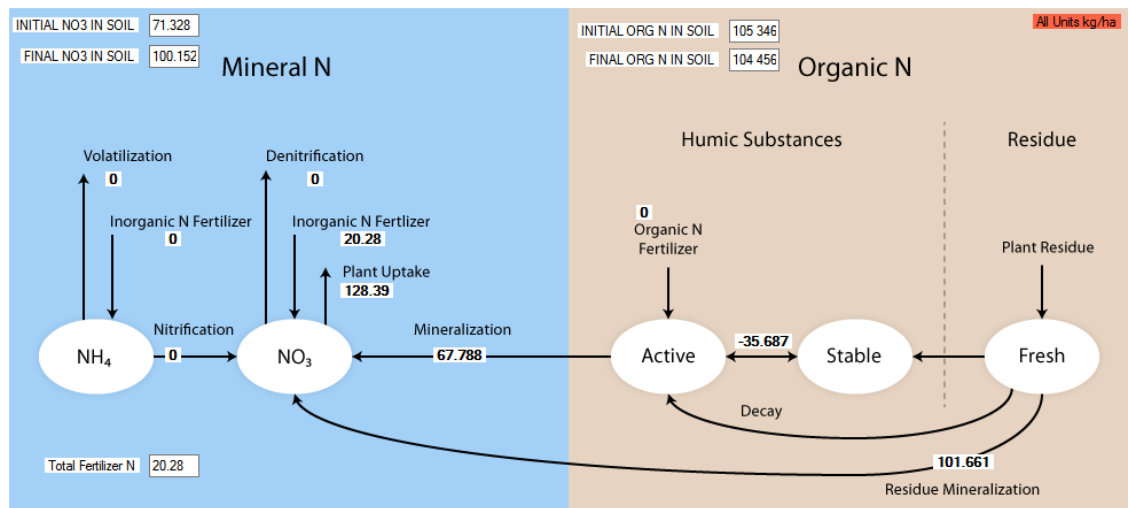 INITIAL NO3 IN SOIL 71.328
FINAL NO3 IN SOIL 100.152
Mineral N
INITIAL ORG N IN SOIL 105 346
FINAL ORG N IN SOIL 104 456
Organic N
All Units kg/ha
Humic Substances
Residue
Volatilization
0
Denitrification
0
Inorganic N Fertilizer
0
Inorganic N Fertlizer
20.28
Plant Uptake
128.39
0
Organic N
Fertilizer
Plant Residue
NH₄
Nitrification
0
NO₃
Mineralization
67.788
Active
-35.687
Stable
Fresh
Decay
101.661
Residue Mineralization
Total Fertilizer N 20.28